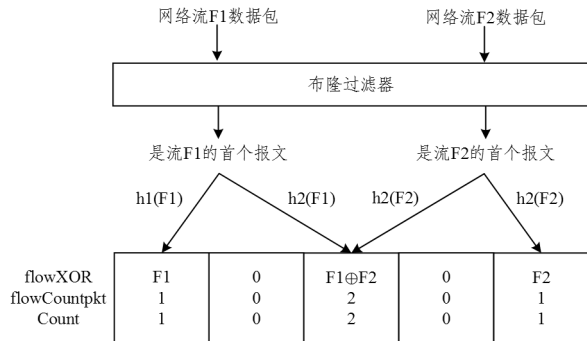 网络流F1数据包 网络流F2数据包
布隆过滤器
是流F1的首个报文 是流F2的首个报文
h1(F1) h2(F1) h2(F2) h2(F2)
flowXOR F1 0 F1⊕F2 0 F2
flowCountpkt 1 0 2 0 1
Count 1 0 2 0 1